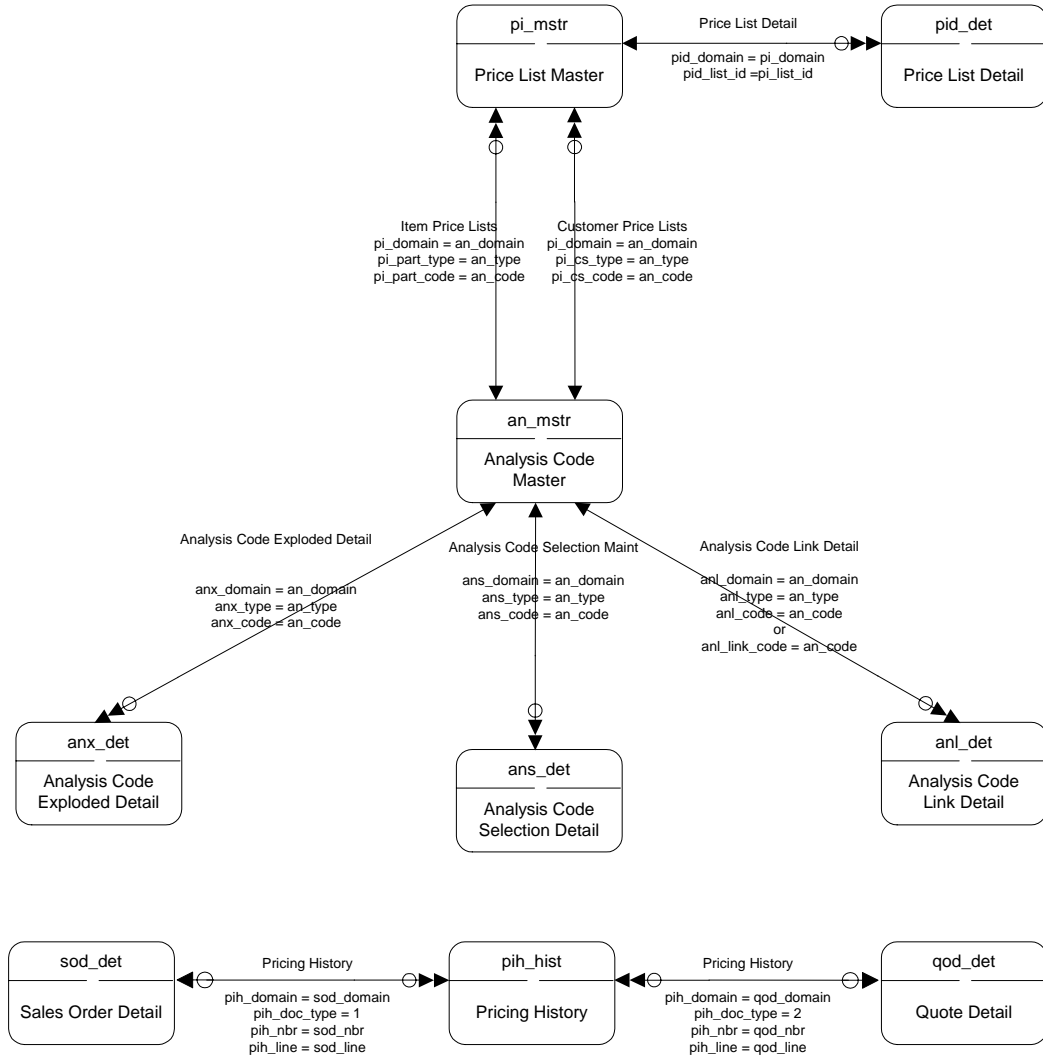 pi_mstr
Price List Master
Price List Detail
pid_domain = pi_domain
pid_list_id =pi_list_id
pid_det
Price List Detail
Item Price Lists
pi_domain = an_domain
pi_part_type = an_type
pi_part_code = an_code
Customer Price Lists
pi_domain = an_domain
pi_cs_type = an_type
pi_cs_code = an_code
an_mstr
Analysis Code
Master
Analysis Code Exploded Detail
anx_domain = an_domain
anx_type = an_type
anx_code = an_code
Analysis Code Selection Maint
ans_domain = an_domain
ans_type = an_type
ans_code = an_code
Analysis Code Link Detail
anl_domain = an_domain
anl_type = an_type
anl_code = an_code
or
anl_link_code = an_code
anx_det
Analysis Code
Exploded Detail
ans_det
Analysis Code
Selection Detail
anl_det
Analysis Code
Link Detail
sod_det
Sales Order Detail
Pricing History
pih_domain = sod_domain
pih_doc_type = 1
pih_nbr = sod_nbr
pih_line = sod_line
pih_hist
Pricing History
Pricing History
pih_domain = qod_domain
pih_doc_type = 2
pih_nbr = qod_nbr
pih_line = qod_line
qod_det
Quote Detail